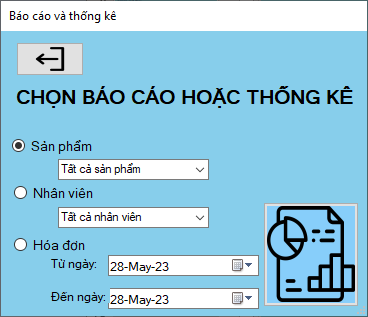 Báo cáo và thống kê
CHỌN BÁO CÁO HOẶC THỐNG KÊ
Sản phẩm
Tất cả sản phẩm
Nhân viên
Tất cả nhân viên
Hóa đơn
Từ ngày:
28-May-23
Đến ngày:
28-May-23